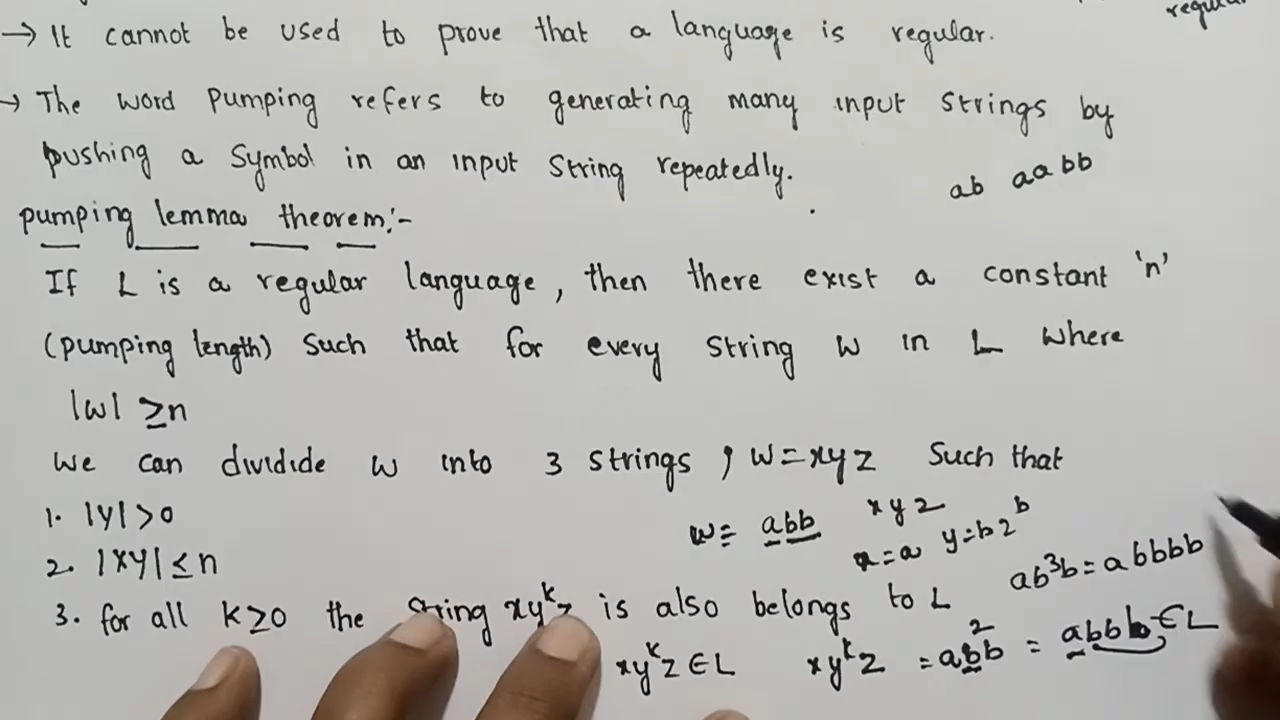 → It cannot be used to prove that a language is regular.
→ The word pumping refers to generating many input strings by
pushing a symbol in an input string repeatedly.
ab aabb
pumping lemma theorem:-
If L is a regular language, then there exist a constant 'n'
(pumping length) such that for every string w in L where
|w| ≥n
We can dividide w into 3 strings, w=xyz such that
1. |y|>0
w= abb xyz
x=a y=b z b
2. |xy|≤n
ab³b=abbbb
3. for all k≥0 the string xyᵏz is also belongs to L
xyᵏz∈L xyᵏz =ab²b = abbb∈L